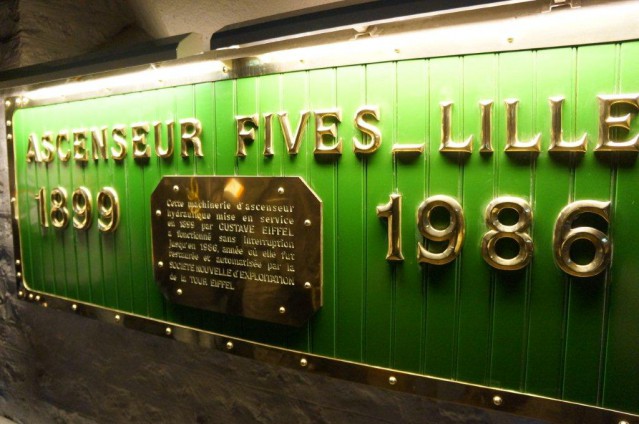 ASCENSEUR FIVES_LILLE
1899
1986
Cette machinerie d'ascenseur
hydraulique mise en service
en 1899 par GUSTAVE EIFFEL
a fonctionné sans interruption
jusqu'en 1986, année où elle fut
et automatisée par la
SOCIETE NOUVELLE d'EXPLOITATION
de la TOUR EIFFEL